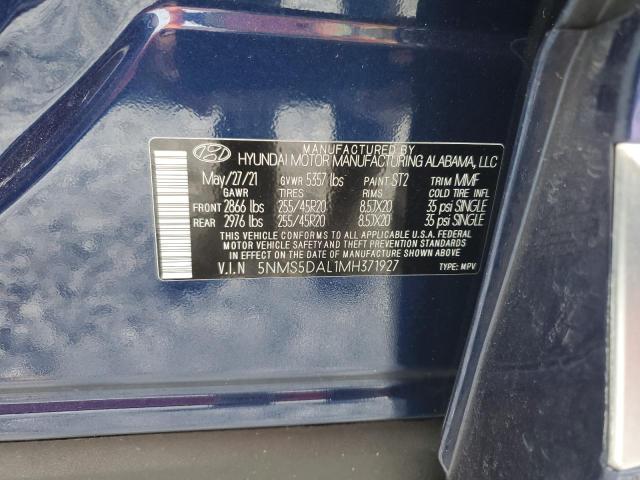 MANUFACTURED BY
HYUNDAI MOTOR MANUFACTURING ALABAMA, LLC
May/27/21 GVWR 5357 lbs PAINT ST2 TRIM MMF
GAWR TIRES RIMS COLD TIRE INFL
FRONT 2866 lbs 255/45R20 8.5JX20 35 psi SINGLE
REAR 2976 lbs 255/45R20 8.5JX20 35 psi SINGLE
THIS VEHICLE CONFORMS TO ALL APPLICABLE U.S.A FEDERAL
MOTOR VEHICLE SAFETY BUMPER, AND THEFT PREVENTION
STANDARDS IN EFFECT ON THE DATE OF MANUFACTURE SHOWN ABOVE
V.I.N 5NMS5DAL1MH371927 TYPE: MPV